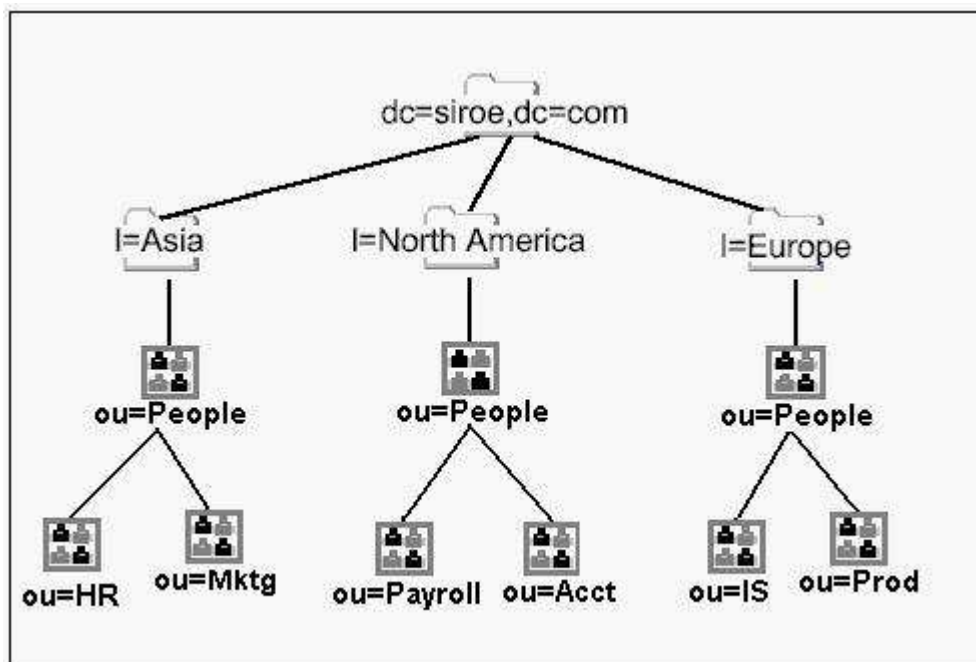 dc=siroe,dc=com
l=Asia
l=North America
l=Europe
ou=People
ou=People
ou=People
ou=HR
ou=Mktg
ou=Payroll
ou=Acct
ou=IS
ou=Prod